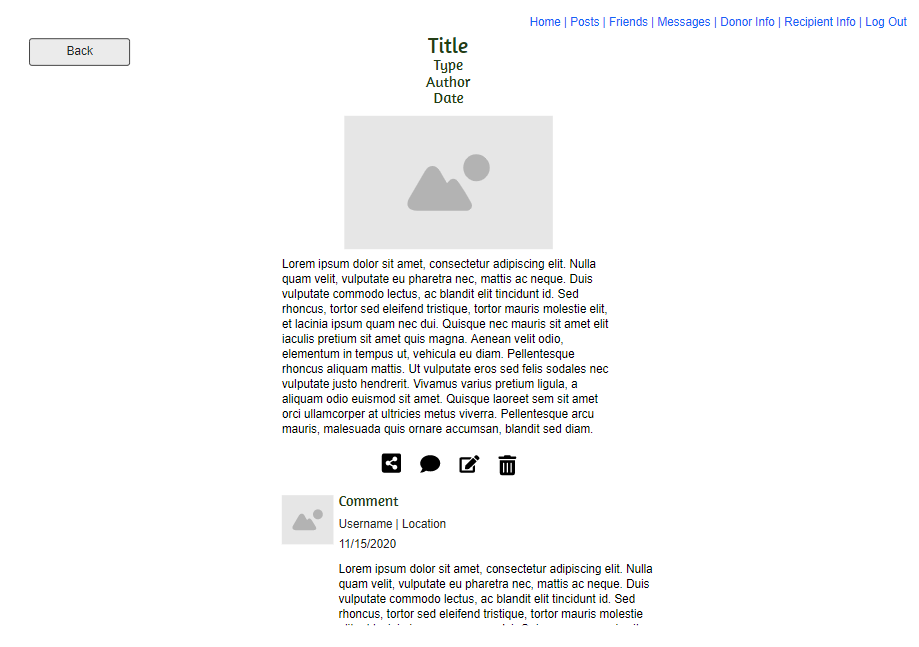 Home | Posts | Friends | Messages | Donor Info | Recipient Info | Log Out
Back
Title
Type
Author
Date
Lorem ipsum dolor sit amet, consectetur adipiscing elit. Nulla
quam velit, vulputate eu pharetra nec, mattis ac neque. Duis
vulputate commodo lectus, ac blandit elit tincidunt id. Sed
rhoncus, tortor sed eleifend tristique, tortor mauris molestie elit,
et lacinia ipsum quam nec dui. Quisque nec mauris sit amet elit
iaculis pretium sit amet quis magna. Aenean velit odio,
elementum in tempus ut, vehicula eu diam. Pellentesque
rhoncus aliquam mattis. Ut vulputate eros sed felis sodales nec
vulputate justo hendrerit. Vivamus varius pretium ligula, a
aliquam odio euismod sit amet. Quisque laoreet sem sit amet
orci ullamcorper at ultricies metus viverra. Pellentesque arcu
mauris, malesuada quis ornare accumsan, blandit sed diam.
Comment
Username | Location
11/15/2020
Lorem ipsum dolor sit amet, consectetur adipiscing elit. Nulla
quam velit, vulputate eu pharetra nec, mattis ac neque. Duis
vulputate commodo lectus, ac blandit elit tincidunt id. Sed
rhoncus, tortor sed eleifend tristique, tortor mauris molestie